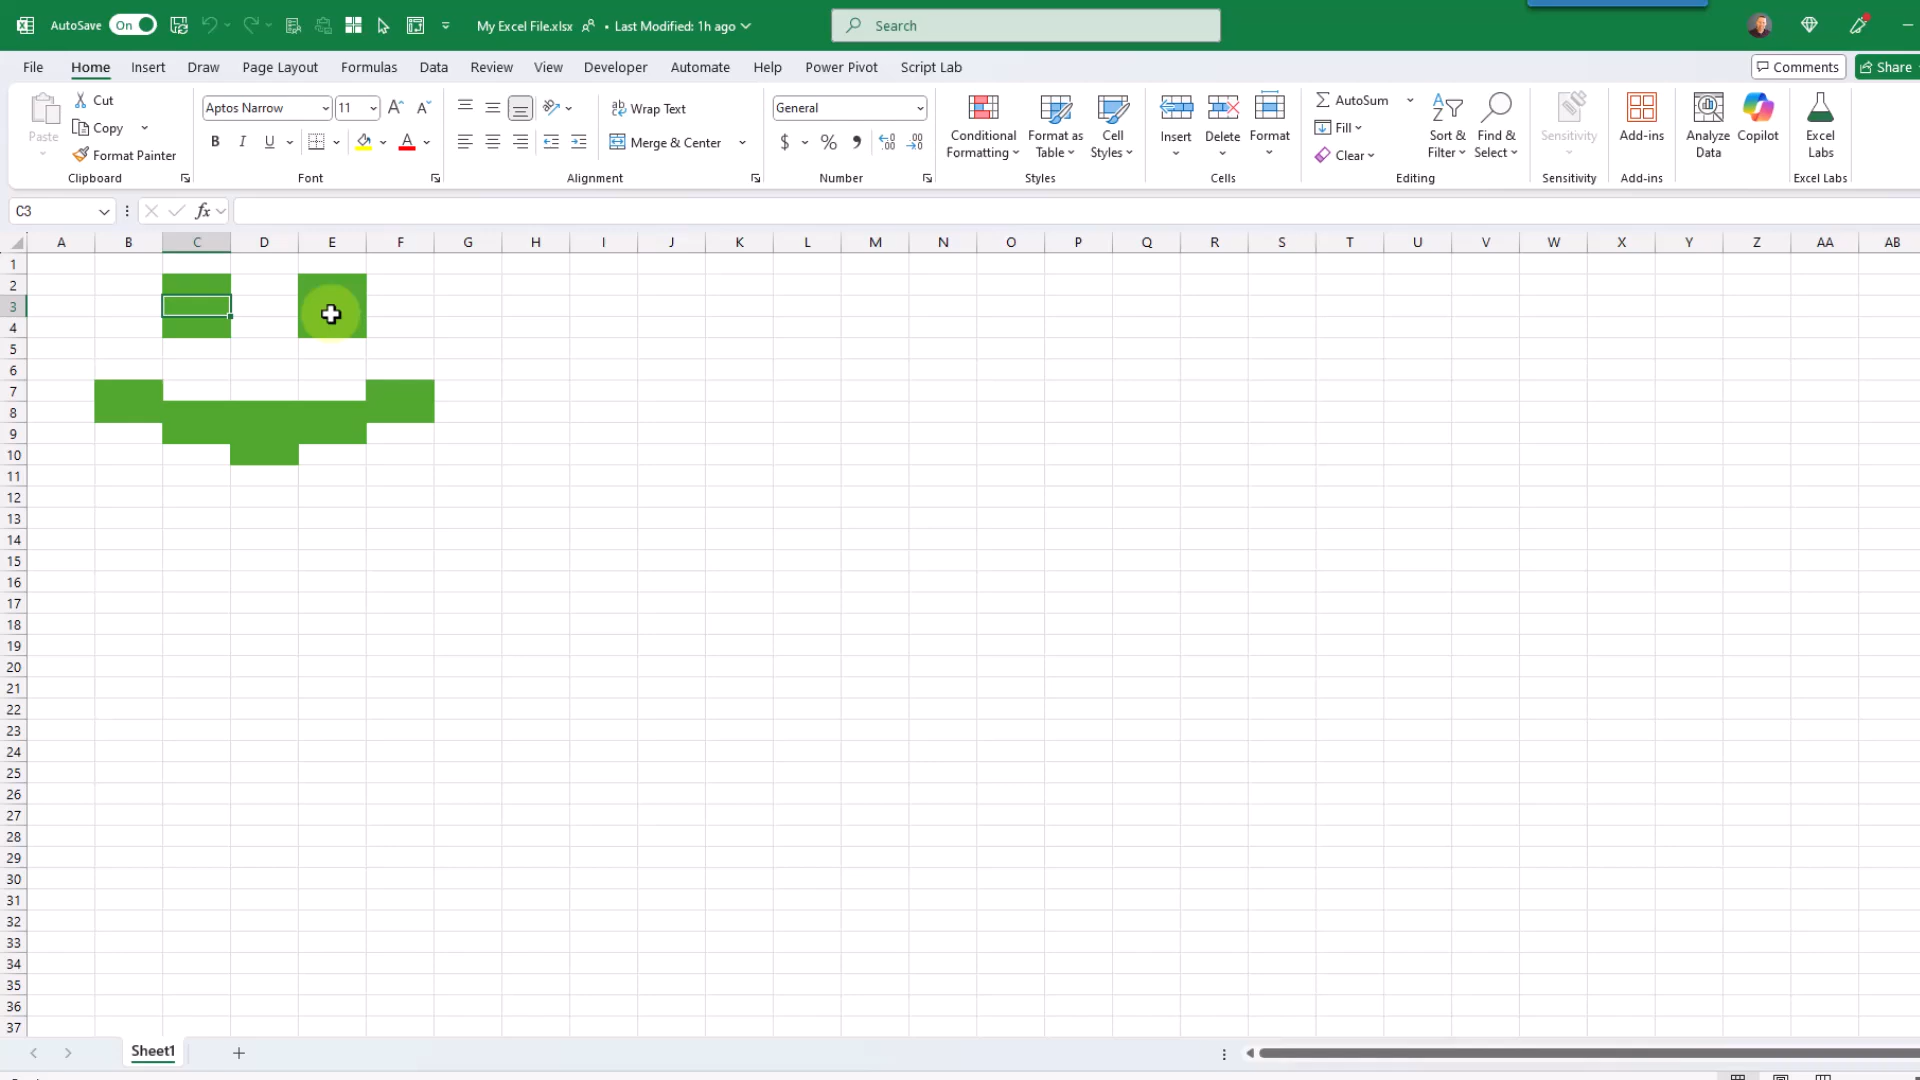 AutoSave On My Excel File.xlsx • Last Modified: 1h ago Search
File Home Insert Draw Page Layout Formulas Data Review View Developer Automate Help Power Pivot Script Lab Comments Share
Paste
Cut
Copy
Format Painter
Clipboard
Aptos Narrow 11
B I U A
Font
Wrap Text
Merge & Center
Alignment
General
$ % , .00
Number
Conditional Formatting
Format as Table
Cell Styles
Styles
Insert Delete Format
Cells
AutoSum
Fill
Clear
Sort & Filter
Find & Select
Editing
Sensitivity
Sensitivity
Add-ins
Add-ins
Analyze Data
Copilot
Excel Labs
Excel Labs
C3 fx
A B C D E F G H I J K L M N O P Q R S T U V W X Y Z AA AB
1
2
3
4
5
6
7
8
9
10
11
12
13
14
15
16
17
18
19
20
21
22
23
24
25
26
27
28
29
30
31
32
33
34
35
36
37
Sheet1